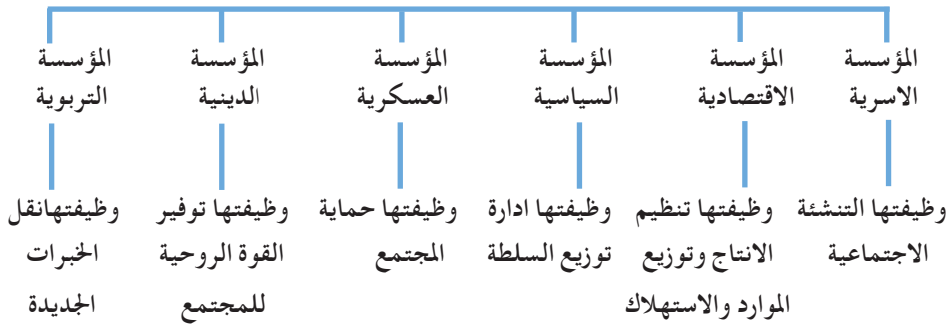 المؤسسة الاسرية
المؤسسة الاقتصادية
المؤسسة السياسية
المؤسسة العسكرية
المؤسسة الدينية
المؤسسة التربوية
وظيفتها التنشئة
الاجتماعية
وظيفتها تنظيم
الانتاج وتوزيع
الموارد والاستهلاك
وظيفتها ادارة
توزيع السلطة
وظيفتها حماية
المجتمع
وظيفتها توفير
القوة الروحية
للمجتمع
وظيفتهانقل
الخبرات
الجديدة